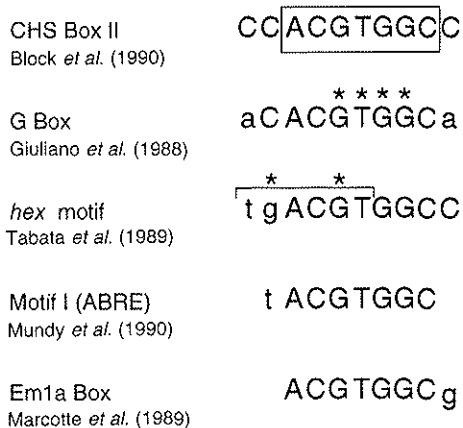 CHS Box II CCACGTGGCC
Block et al. (1990)
* * * *
G Box aCACGTGGCa
Giuliano et al. (1988)
* *
hex motif tgACGTGGCC
Tabata et al. (1989)
Motif I (ABRE) tACGTGGC
Mundy et al. (1990)
Em1a Box ACGTGGCg
Marcotte et al. (1989)